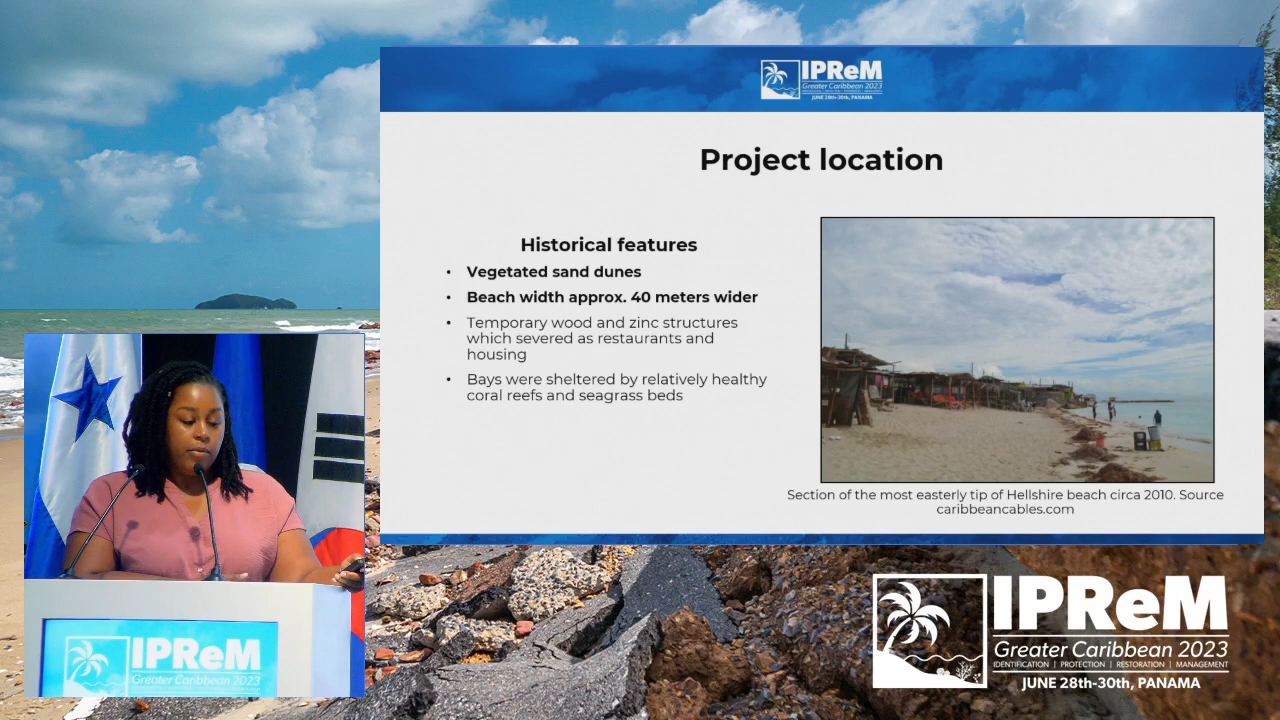 IPReM
Greater Caribbean 2023
JUNE 28th-30th, PANAMA
Project location
Historical features
• Vegetated sand dunes
• Beach width approx. 40 meters wider
• Temporary wood and zinc structures
which severed as restaurants and
housing
• Bays were sheltered by relatively healthy
coral reefs and seagrass beds
Section of the most easterly tip of Hellshire beach circa 2010. Source
caribbeancables.com
IPReM
Greater Caribbean 2023
IPReM
Greater Caribbean 2023
IDENTIFICATION | PROTECTION | RESTORATION | MANAGEMENT
JUNE 28th-30th, PANAMA